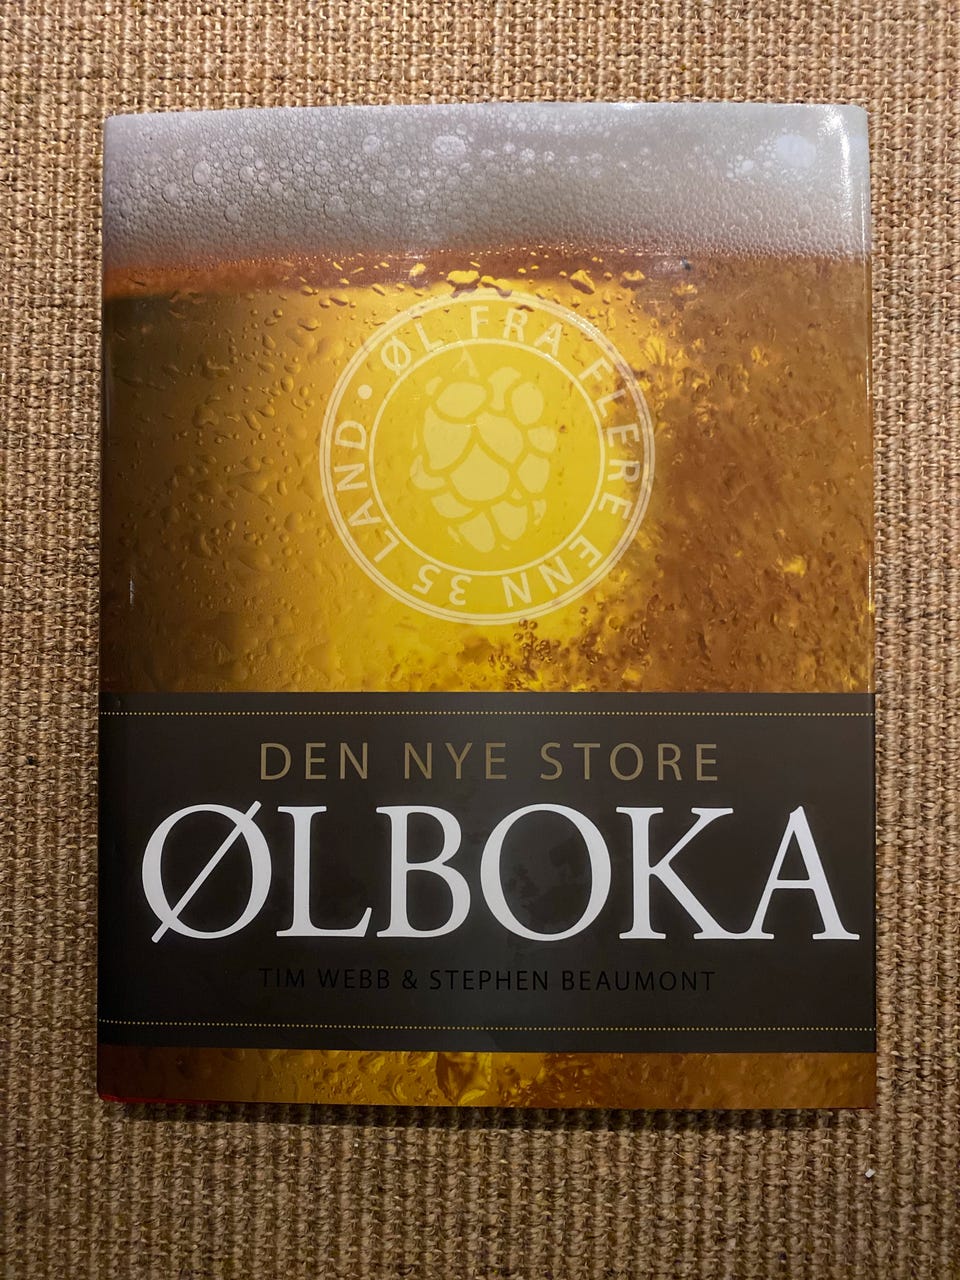 ØL FRA FLERE ENN 35 LAND •
DEN NYE STORE
ØLBOKA
TIM WEBB & STEPHEN BEAUMONT